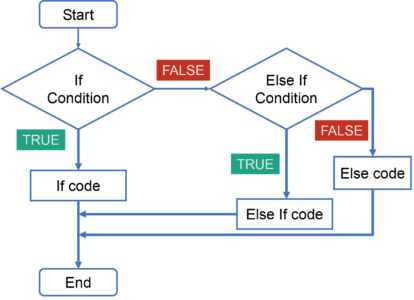 Start
If
Condition
FALSE
Else If
Condition
TRUE
FALSE
TRUE
If code
Else code
Else If code
End